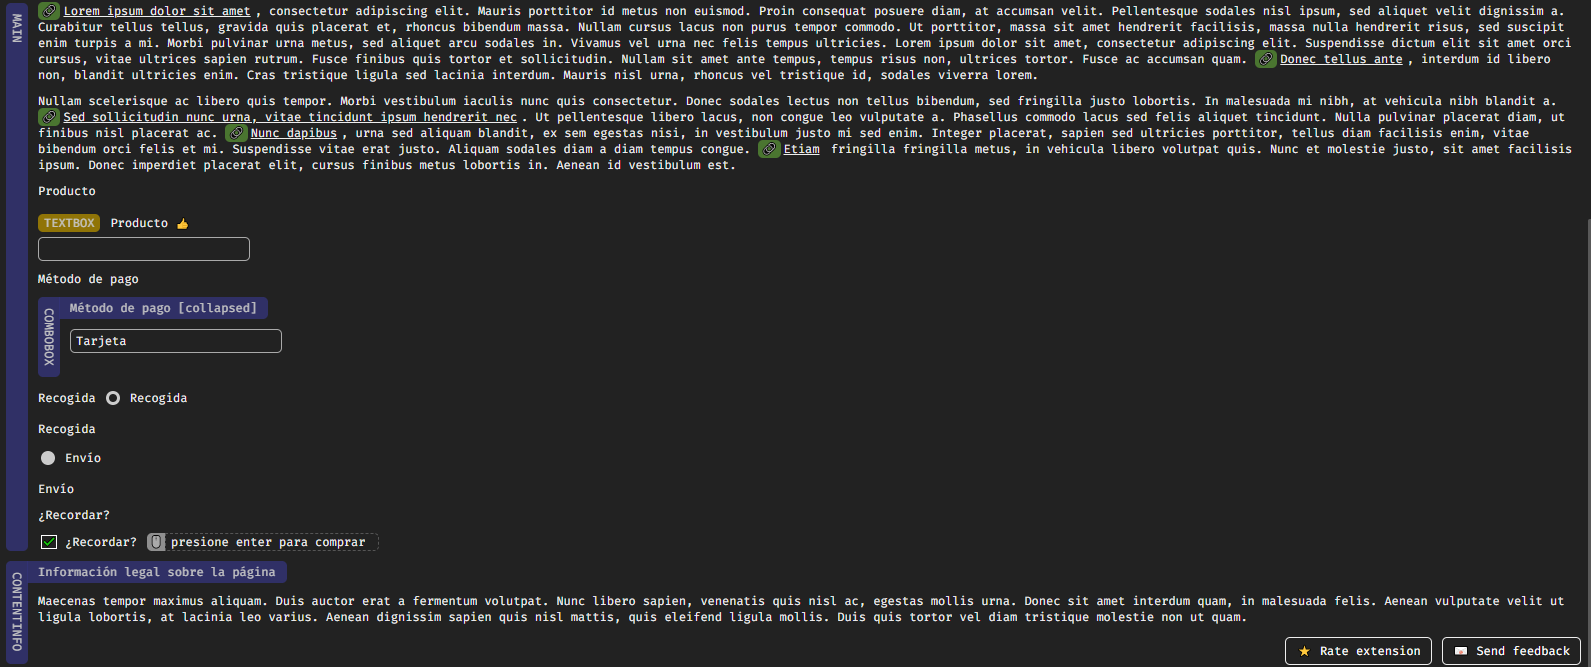 MAIN
Lorem ipsum dolor sit amet , consectetur adipiscing elit. Mauris porttitor id metus non euismod. Proin consequat posuere diam, at accumsan velit. Pellentesque sodales nisl ipsum, sed aliquet velit dignissim a.
Curabitur tellus tellus, gravida quis placerat et, rhoncus bibendum massa. Nullam cursus lacus non purus tempor commodo. Ut porttitor, massa sit amet hendrerit facilisis, massa nulla hendrerit risus, sed suscipit
enim turpis a mi. Morbi pulvinar urna metus, sed aliquet arcu sodales in. Vivamus vel urna nec felis tempus ultricies. Lorem ipsum dolor sit amet, consectetur adipiscing elit. Suspendisse dictum elit sit amet orci
cursus, vitae ultrices sapien rutrum. Fusce finibus quis tortor et sollicitudin. Nullam sit amet ante tempus, tempus risus non, ultrices tortor. Fusce ac accumsan quam. Donec tellus ante , interdum id libero
non, blandit ultricies enim. Cras tristique ligula sed lacinia interdum. Mauris nisl urna, rhoncus vel tristique id, sodales viverra lorem.
Nullam scelerisque ac libero quis tempor. Morbi vestibulum iaculis nunc quis consectetur. Donec sodales lectus non tellus bibendum, sed fringilla justo lobortis. In malesuada mi nibh, at vehicula nibh blandit a.
Sed sollicitudin nunc urna, vitae tincidunt ipsum hendrerit nec . Ut pellentesque libero lacus, non congue leo vulputate a. Phasellus commodo lacus sed felis aliquet tincidunt. Nulla pulvinar placerat diam, ut
finibus nisl placerat ac. Nunc dapibus , urna sed aliquam blandit, ex sem egestas nisi, in vestibulum justo mi sed enim. Integer placerat, sapien sed ultricies porttitor, tellus diam facilisis enim, vitae
bibendum orci felis et mi. Suspendisse vitae erat justo. Aliquam sodales diam a diam tempus congue. Etiam fringilla fringilla metus, in vehicula libero volutpat quis. Nunc et molestie justo, sit amet facilisis
ipsum. Donec imperdiet placerat elit, cursus finibus metus lobortis in. Aenean id vestibulum est.
Producto
TEXTBOX Producto 👍
Método de pago
COMBOBOX
Método de pago [collapsed]
Tarjeta
Recogida Recogida
Recogida
Envío
Envío
¿Recordar?
¿Recordar? presione enter para comprar
CONTENTINFO
Información legal sobre la página
Maecenas tempor maximus aliquam. Duis auctor erat a fermentum volutpat. Nunc libero sapien, venenatis quis nisl ac, egestas mollis urna. Donec sit amet interdum quam, in malesuada felis. Aenean vulputate velit ut
ligula lobortis, at lacinia leo varius. Aenean dignissim sapien quis nisl mattis, quis eleifend ligula mollis. Duis quis tortor vel diam tristique molestie non ut quam.
Rate extension Send feedback